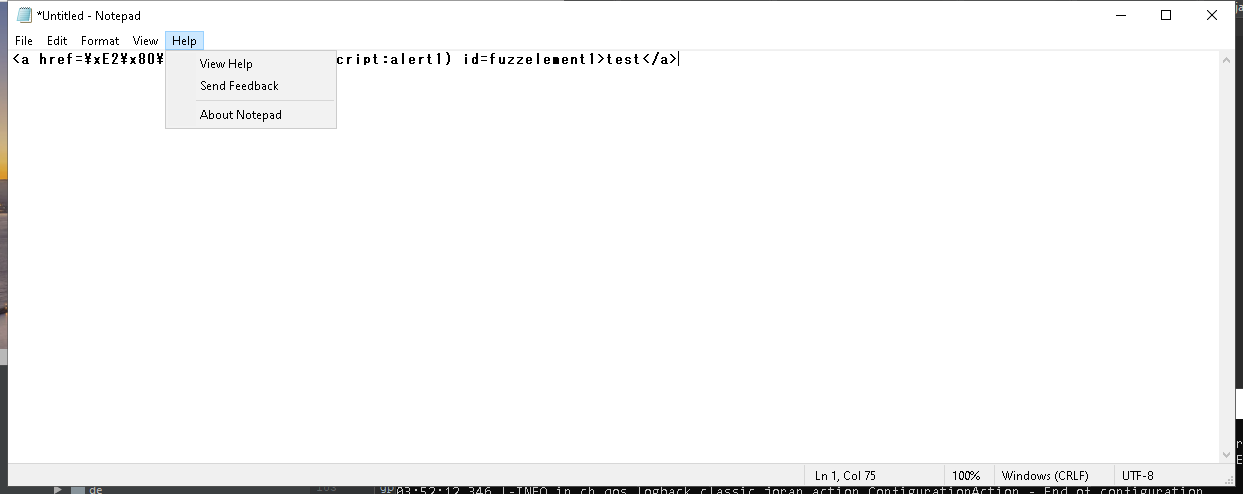 *Untitled - Notepad
File Edit Format View Help
<a href=¥xE2¥x80¥
cript:alert1) id=fuzzelement1>test</a>
View Help
Send Feedback
About Notepad
Ln 1, Col 75 100% Windows (CRLF) UTF-8
de
03:52:12,346 |-INFO in ch.qos.logback.classic.joran.action.ConfigurationAction - End of configuration.